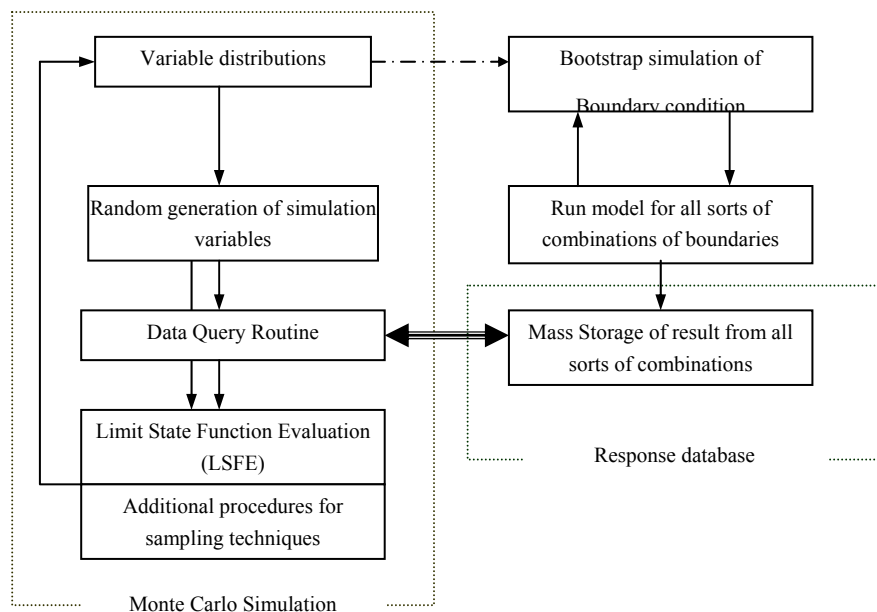 Variable distributions
Bootstrap simulation of
Boundary condition
Random generation of simulation
variables
Run model for all sorts of
combinations of boundaries
Data Query Routine
Mass Storage of result from all
sorts of combinations
Limit State Function Evaluation
(LSFE)
Response database
Additional procedures for
sampling techniques
Monte Carlo Simulation